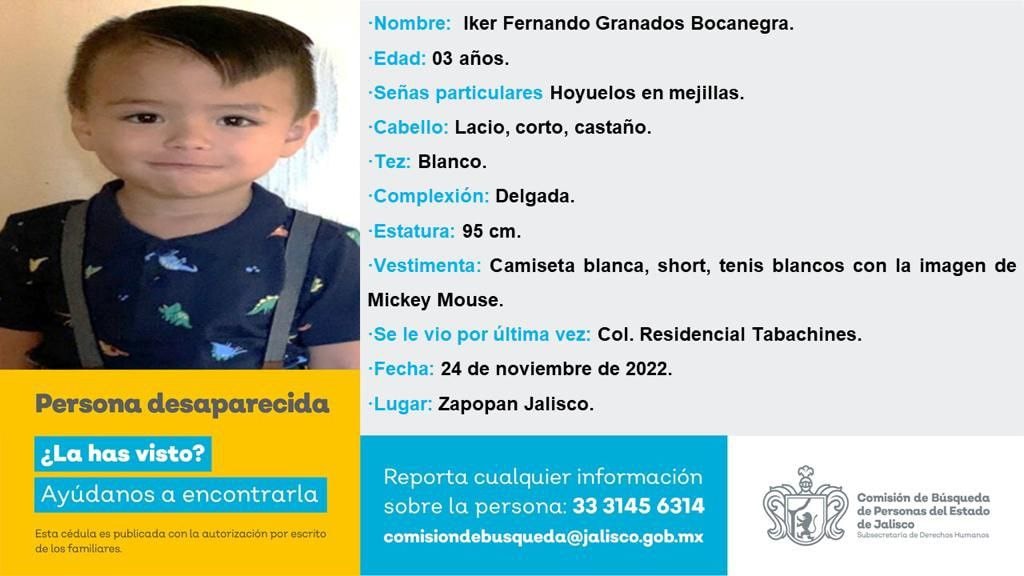 ·Nombre: Iker Fernando Granados Bocanegra.
·Edad: 03 años.
·Señas particulares Hoyuelos en mejillas.
·Cabello: Lacio, corto, castaño.
·Tez: Blanco.
·Complexión: Delgada.
·Estatura: 95 cm.
·Vestimenta: Camiseta blanca, short, tenis blancos con la imagen de
Mickey Mouse.
·Se le vio por última vez: Col. Residencial Tabachines.
·Fecha: 24 de noviembre de 2022.
·Lugar: Zapopan Jalisco.
Persona desaparecida
¿La has visto?
Ayúdanos a encontrarla
Esta cédula es publicada con la autorización por escrito
de los familiares.
Reporta cualquier información
sobre la persona: 33 3145 6314
comisiondebusqueda@jalisco.gob.mx
Comisión de Búsqueda
de Personas del Estado
de Jalisco
Subsecretaría de Derechos Humanos